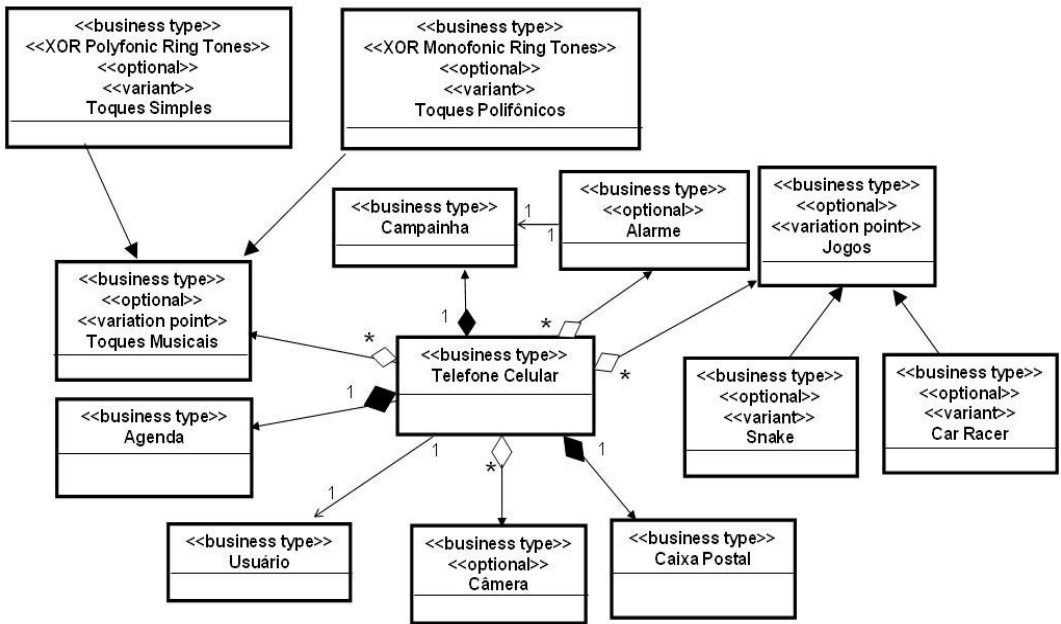 <<business type>>
<<XOR Polyfonic Ring Tones>>
<<optional>>
<<variant>>
Toques Simples
<<business type>>
<<XOR Monofonic Ring Tones>>
<<optional>>
<<variant>>
Toques Polifônicos
<<business type>>
Campainha
1
1
<<business type>>
<<optional>>
Alarme
<<business type>>
<<optional>>
<<variation point>>
Jogos
<<business type>>
<<optional>>
<<variation point>>
Toques Musicais
*
1
*
*
<<business type>>
Telefone Celular
<<business type>>
Agenda
1
1
*
1
1
<<business type>>
<<optional>>
<<variant>>
Snake
<<business type>>
<<optional>>
<<variant>>
Car Racer
<<business type>>
Usuário
<<business type>>
<<optional>>
Câmera
<<business type>>
Caixa Postal